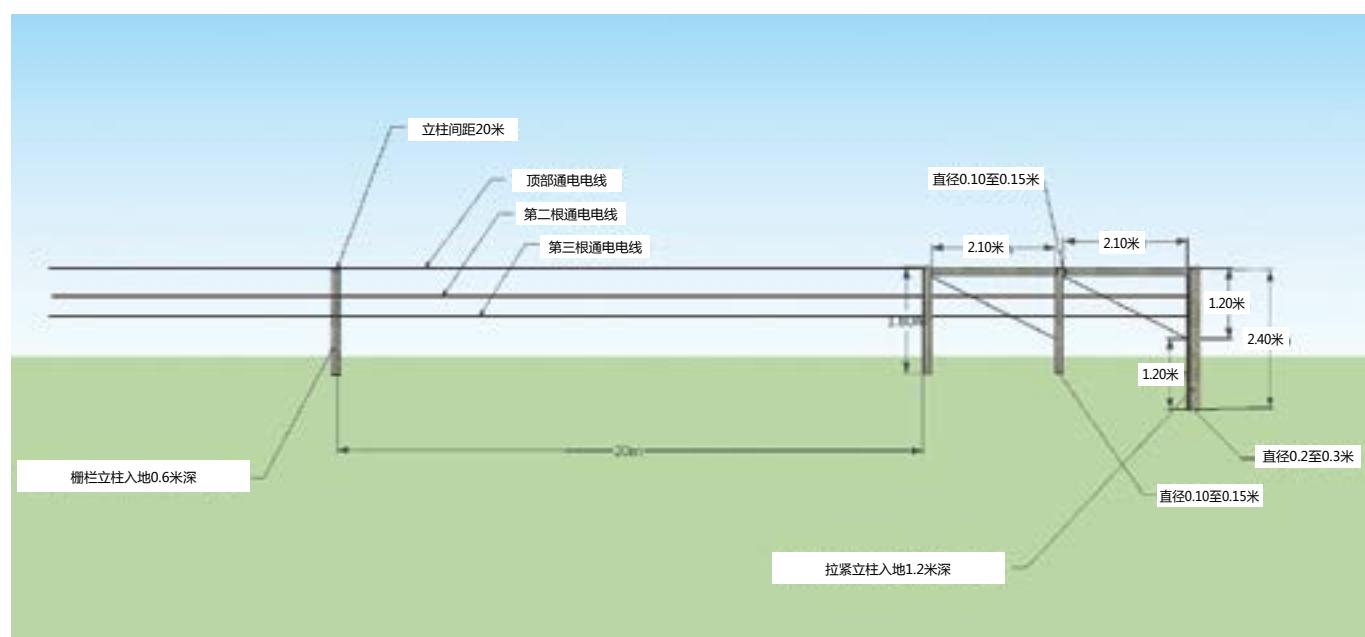 立柱间距20米
顶部通电电线
直径0.10至0.15米
第二根通电电线
第三根通电电线
2.10米
2.10米
1.20米
2.40米
1.20米
20m
直径0.2至0.3米
栅栏立柱入地0.6米深
直径0.10至0.15米
拉紧立柱入地1.2米深